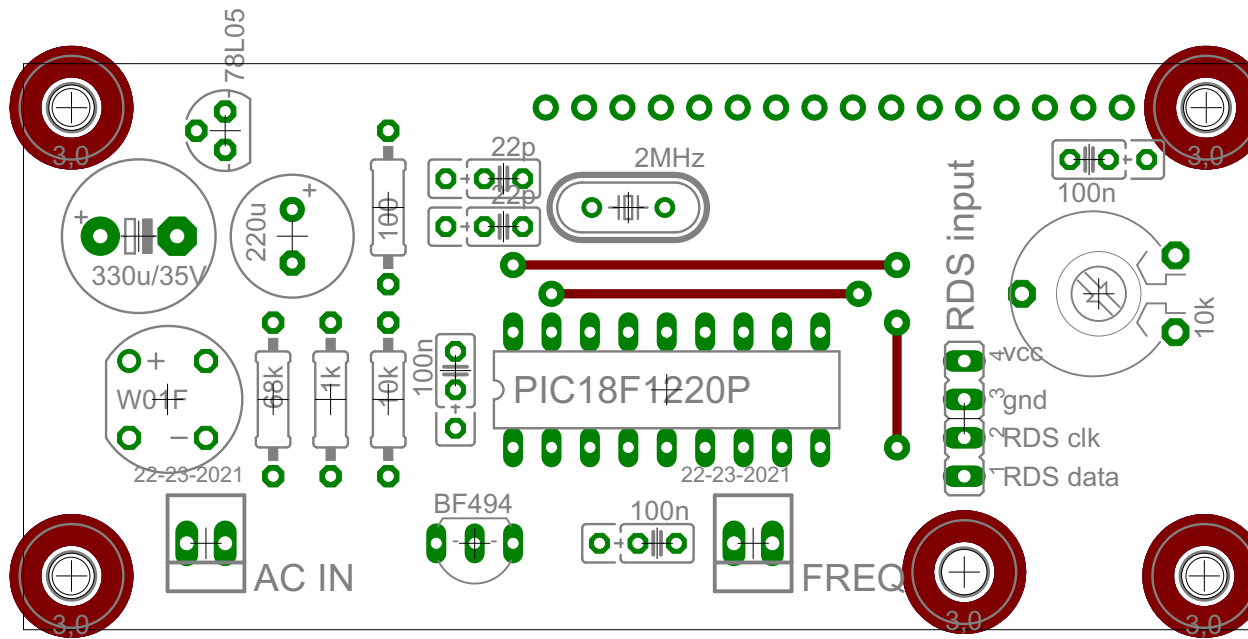 78L05
3,0
3,0
22p
2MHz
22p
100n
100
220u
330u/35V
RDS input
10k
100n
68k
1k
10k
W01F
PIC18F1220P
4
vcc
3
gnd
2
RDS clk
1
RDS data
22-23-2021
22-23-2021
BF494
100n
AC IN
FREQ
3,0
3,0
3,0